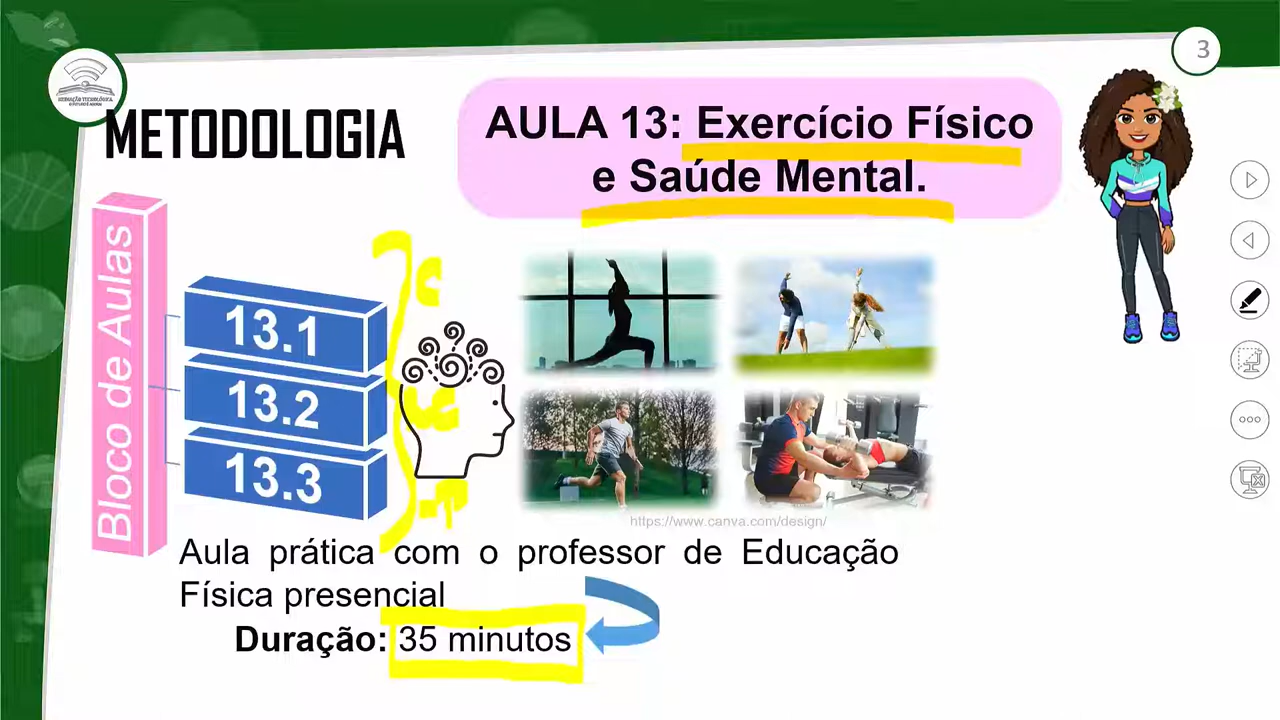 3
METODOLOGIA
AULA 13: Exercício Físico
e Saúde Mental.
Bloco de Aulas
13.1
13.2
13.3
?
https://www.canva.com/design/
Aula prática com o professor de Educação
Física presencial
Duração: 35 minutos